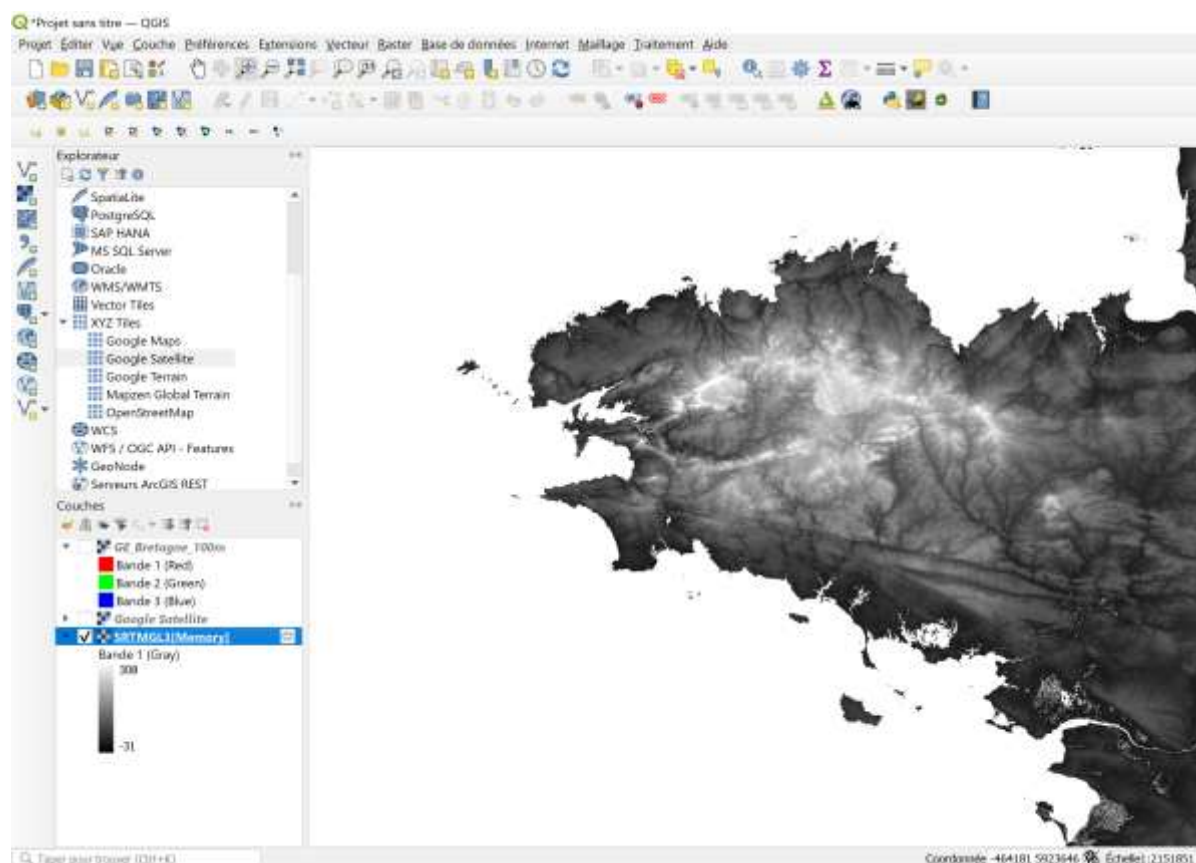 *Projet sans titre — QGIS
Projet Éditer Vue Couche Préférences Extensions Vecteur Raster Base de données Internet Maillage Traitement Aide
Explorateur
SpatiaLite
PostgreSQL
SAP HANA
MS SQL Server
Oracle
WMS/WMTS
Vector Tiles
XYZ Tiles
Google Maps
Google Satellite
Google Terrain
Mapzen Global Terrain
OpenStreetMap
WCS
WFS / OGC API - Features
GeoNode
Serveurs ArcGIS REST
Couches
GE_Bretagne_100m
Bande 1 (Red)
Bande 2 (Green)
Bande 3 (Blue)
Google Satellite
SRTMGL3[Memory]
Bande 1 (Gray)
308
-31
Taper pour trouver (Ctrl+K)
Coordonnée -464181 5923646 Échelle